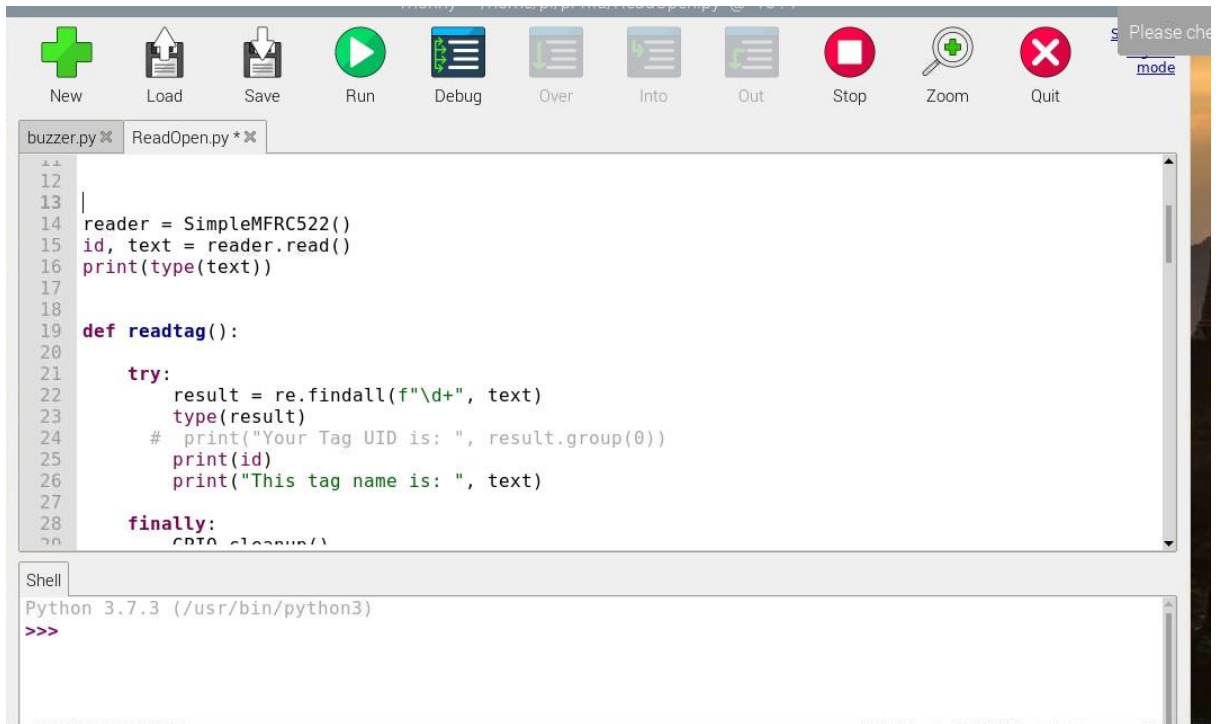 Please che
mode
New Load Save Run Debug Over Into Out Stop Zoom Quit
buzzer.py ReadOpen.py *
11
12
13
14 reader = SimpleMFRC522()
15 id, text = reader.read()
16 print(type(text))
17
18
19 def readtag():
20
21 try:
22 result = re.findall(f"\d+", text)
23 type(result)
24 # print("Your Tag UID is: ", result.group(0))
25 print(id)
26 print("This tag name is: ", text)
27
28 finally:
29 GPIO.cleanup()
Shell
Python 3.7.3 (/usr/bin/python3)
>>>